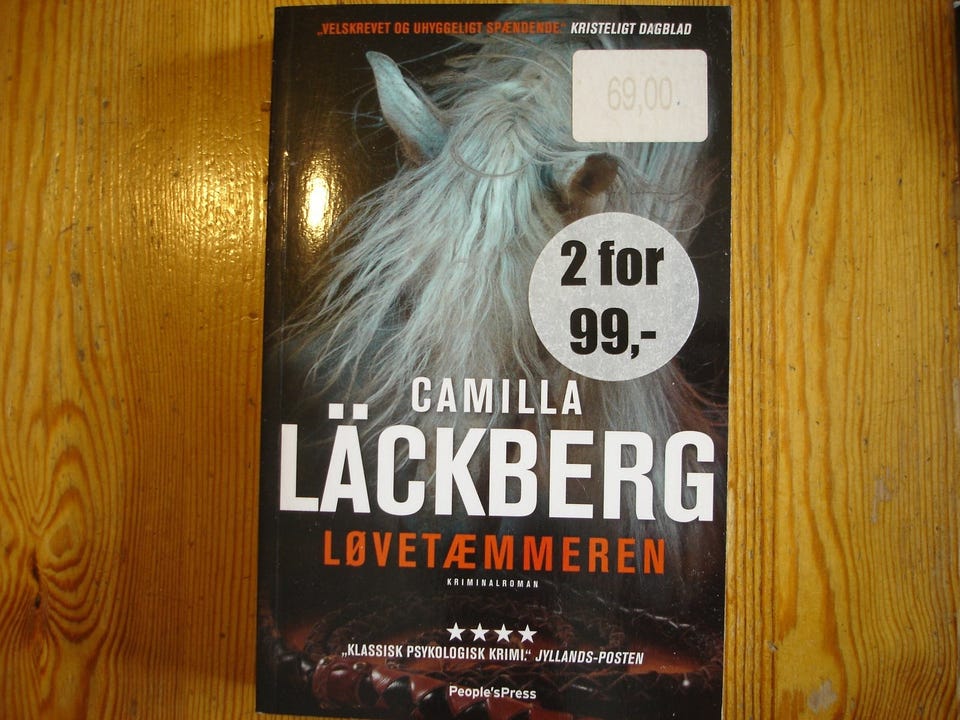 „VELSKREVET OG UHYGGELIGT SPÆNDENDE“ KRISTELIGT DAGBLAD
69,00
2 for
99,-
CAMILLA
LÄCKBERG
LØVETÆMMEREN
KRIMINALROMAN
„KLASSISK PSYKOLOGISK KRIMI.“ JYLLANDS-POSTEN
People'sPress